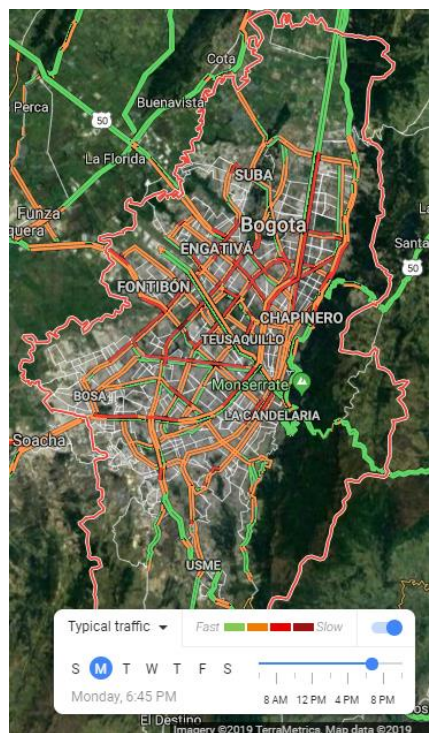 Cota
Perca
Buenavista
50
La Florida
SUBA
Funza
Bogota
quera
Santa
ENGATIVÁ
50
FONTIBÓN
CHAPINERO
TEUSAQUILLO
Monserrate
BOSA
LA CANDELARIA
Soacha
USME
Typical traffic
Fast
Slow
S M T W T F S
Monday, 6:45 PM
8 AM 12 PM 4 PM 8 PM
El Destino
Imagery ©2019 TerraMetrics, Map data ©2019